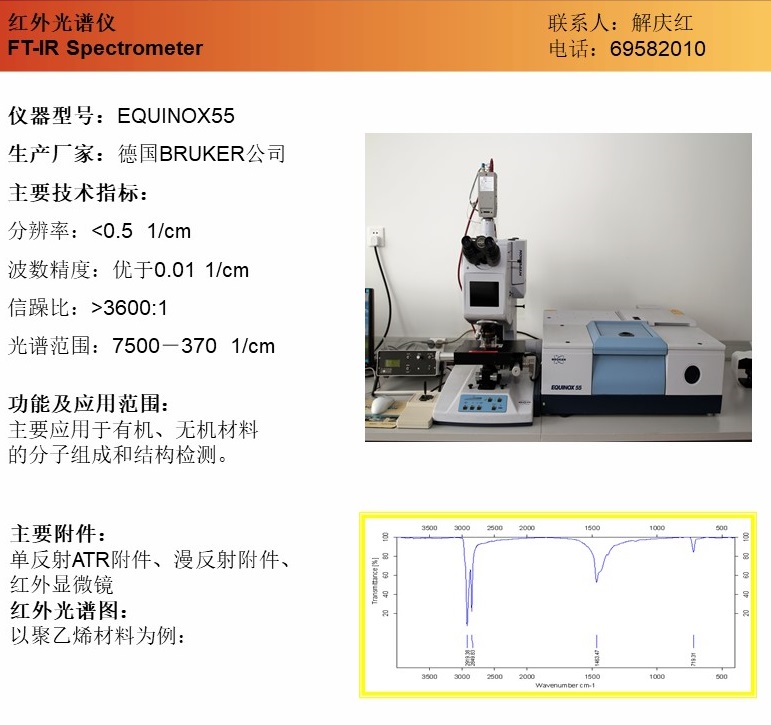 红外光谱仪
FT-IR Spectrometer
联系人：解庆红
电话：69582010
仪器型号：EQUINOX55
生产厂家：德国BRUKER公司
主要技术指标：
分辨率：<0.5 1/cm
波数精度：优于0.01 1/cm
信躁比：>3600:1
光谱范围：7500－370 1/cm
功能及应用范围：
主要应用于有机、无机材料
的分子组成和结构检测。
BRUKER
EQUINOX 55
主要附件：
单反射ATR附件、漫反射附件、
红外显微镜
红外光谱图：
以聚乙烯材料为例：
3500 3000 2500 2000 1500 1000 500
Transmittance [%]
100
80
60
40
20
100
80
60
40
20
2848.63
1463.47
719.31
3500 3000 2500 2000 1500 1000 500
Wavenumber cm-1